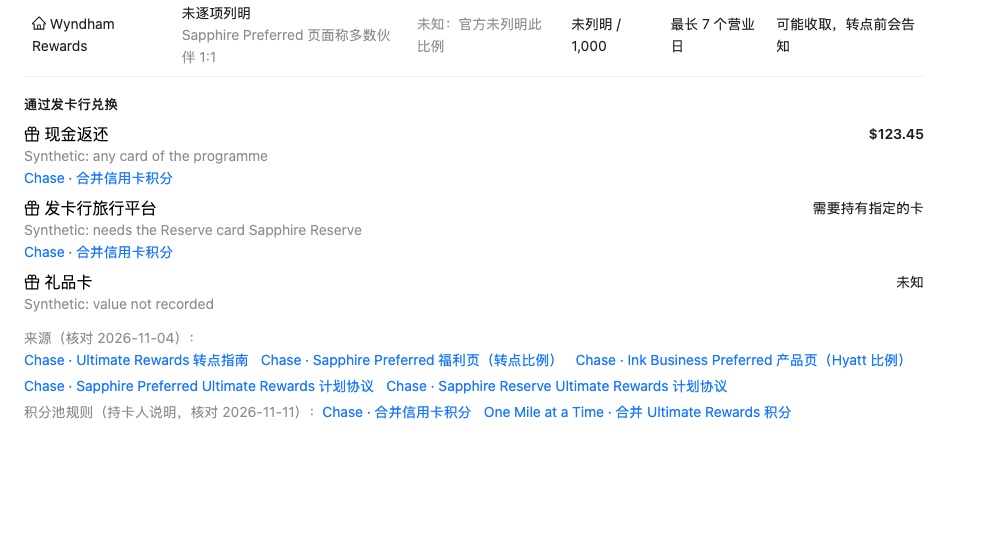 Wyndham Rewards
未逐项列明
Sapphire Preferred 页面称多数伙伴 1:1
未知：官方未列明此比例
未列明 / 1,000
最长 7 个营业日
可能收取，转点前会告知
通过发卡行兑换
现金返还 $123.45
Synthetic: any card of the programme
Chase · 合并信用卡积分
发卡行旅行平台 需要持有指定的卡
Synthetic: needs the Reserve card Sapphire Reserve
Chase · 合并信用卡积分
礼品卡 未知
Synthetic: value not recorded
来源（核对 2026-11-04）：
Chase · Ultimate Rewards 转点指南 Chase · Sapphire Preferred 福利页（转点比例） Chase · Ink Business Preferred 产品页（Hyatt 比例）
Chase · Sapphire Preferred Ultimate Rewards 计划协议 Chase · Sapphire Reserve Ultimate Rewards 计划协议
积分池规则（持卡人说明，核对 2026-11-11）：Chase · 合并信用卡积分 One Mile at a Time · 合并 Ultimate Rewards 积分